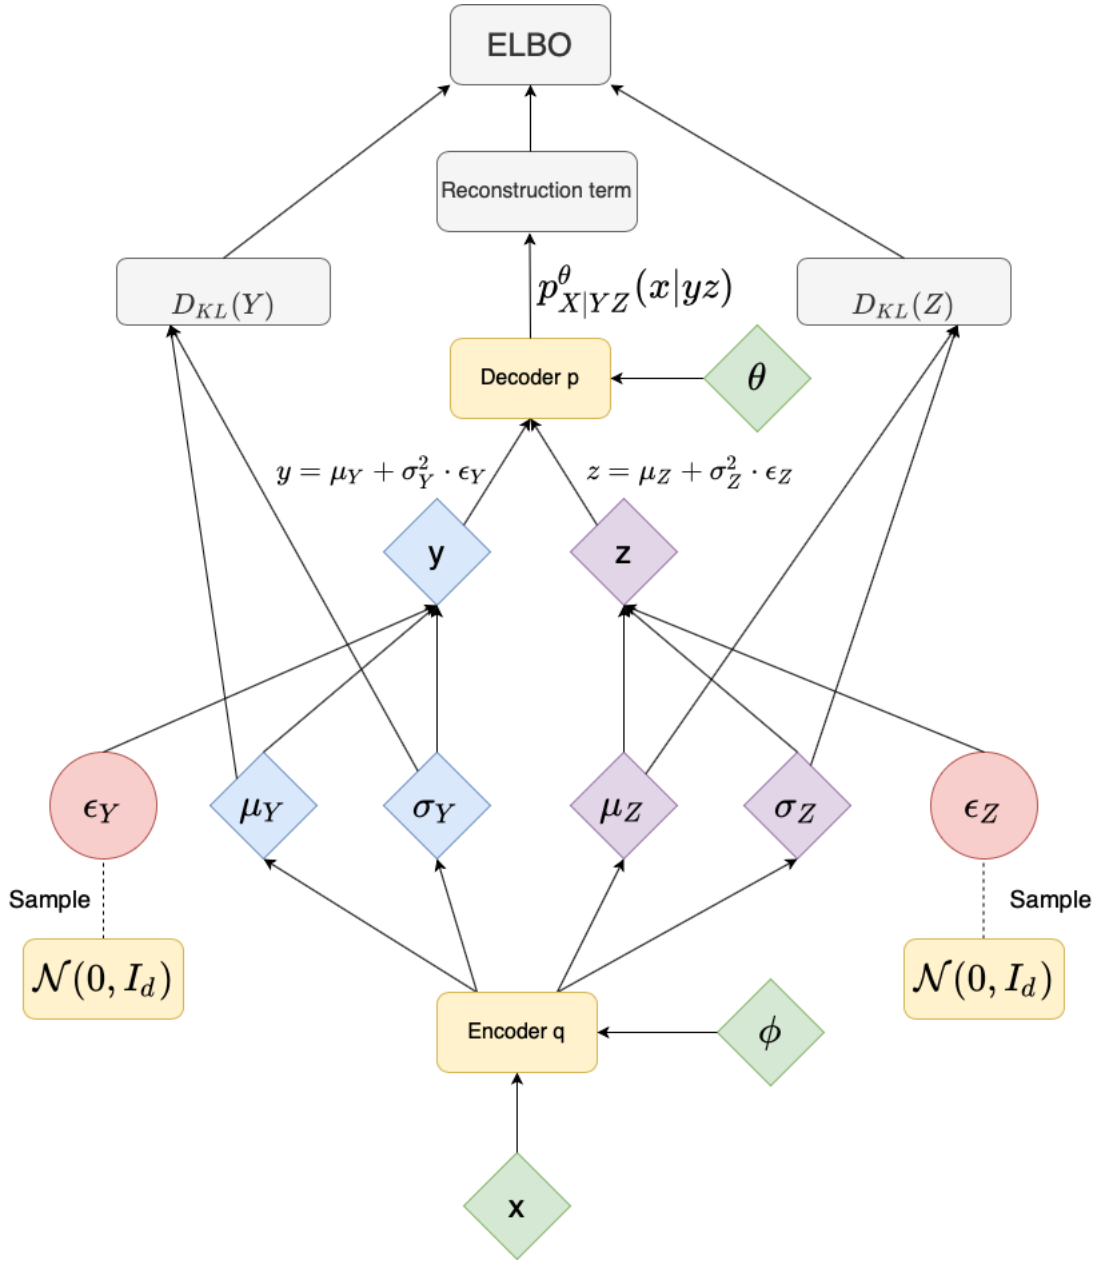 ELBO
Reconstruction term
D_{KL}(Y)
p^θ_{X|YZ}(x|yz)
D_{KL}(Z)
Decoder p
θ
y = μ_Y + σ_Y^2 · ϵ_Y
z = μ_Z + σ_Z^2 · ϵ_Z
y
z
ϵ_Y
μ_Y
σ_Y
μ_Z
σ_Z
ϵ_Z
Sample
Sample
𝒩(0, I_d)
𝒩(0, I_d)
Encoder q
ϕ
x